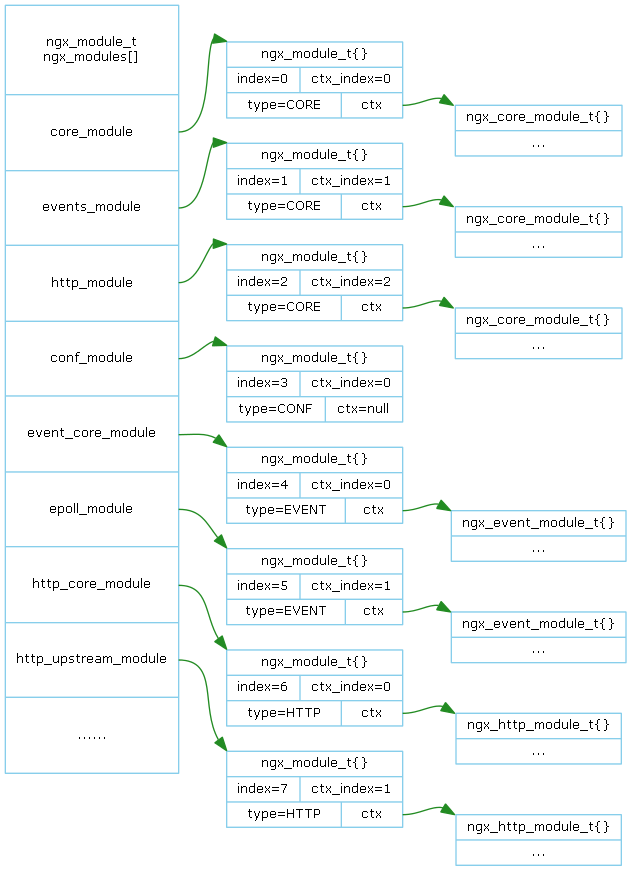 ngx_module_t
ngx_modules[]
core_module
events_module
http_module
conf_module
event_core_module
epoll_module
http_core_module
http_upstream_module
......
ngx_module_t{}
index=0 ctx_index=0
type=CORE ctx
ngx_core_module_t{}
...
ngx_module_t{}
index=1 ctx_index=1
type=CORE ctx
ngx_core_module_t{}
...
ngx_module_t{}
index=2 ctx_index=2
type=CORE ctx
ngx_core_module_t{}
...
ngx_module_t{}
index=3 ctx_index=0
type=CONF ctx=null
ngx_module_t{}
index=4 ctx_index=0
type=EVENT ctx
ngx_event_module_t{}
...
ngx_module_t{}
index=5 ctx_index=1
type=EVENT ctx
ngx_event_module_t{}
...
ngx_module_t{}
index=6 ctx_index=0
type=HTTP ctx
ngx_http_module_t{}
...
ngx_module_t{}
index=7 ctx_index=1
type=HTTP ctx
ngx_http_module_t{}
...